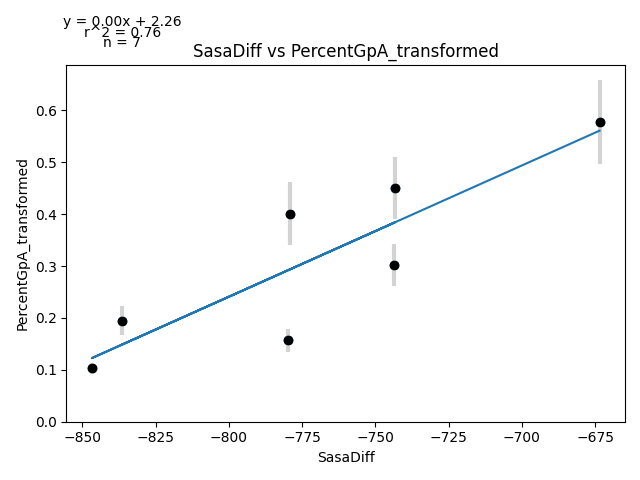 y = 0.00x + 2.26
r^2 = 0.76
n = 7
SasaDiff vs PercentGpA_transformed
PercentGpA_transformed
0.6
0.5
0.4
0.3
0.2
0.1
0.0
−850 −825 −800 −775 −750 −725 −700 −675
SasaDiff